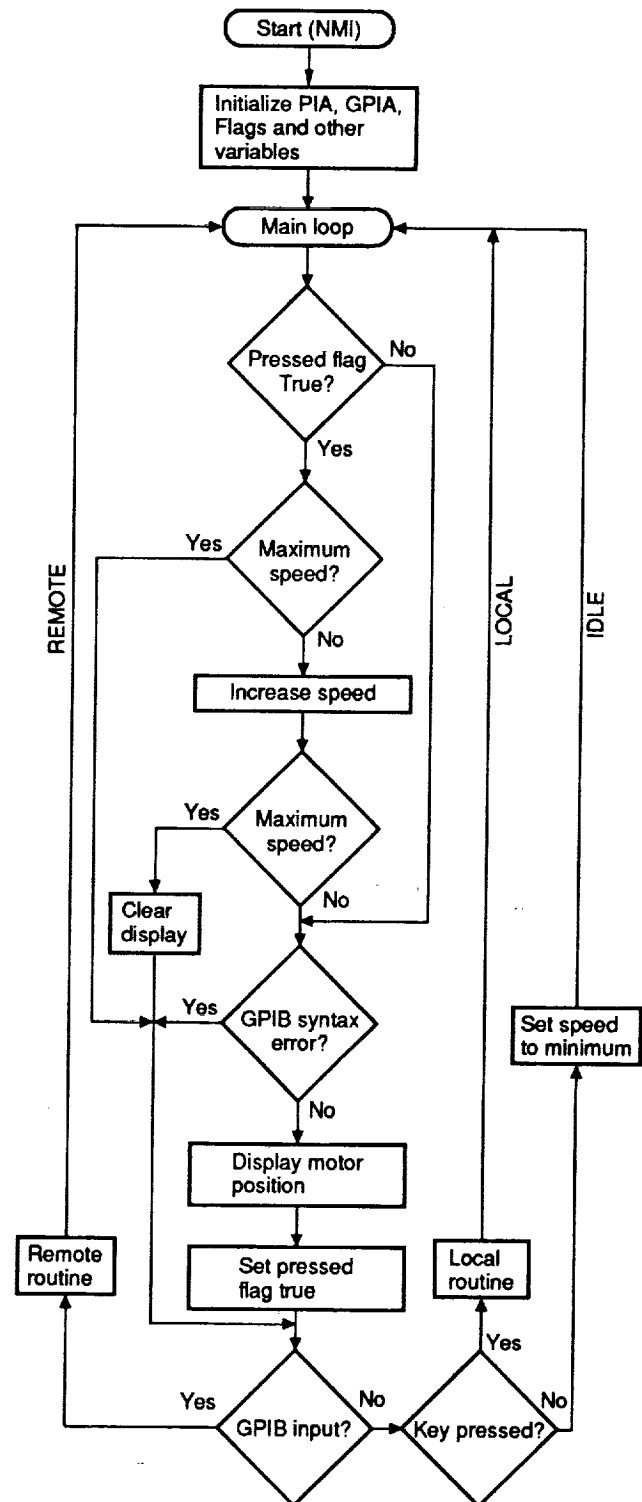 Start (NMI)
Initialize PIA, GPIA,
Flags and other
variables
Main loop
Pressed flag
True?
No
Yes
Maximum
speed?
Yes
No
Increase speed
Maximum
speed?
Yes
No
Clear
display
GPIB syntax
error?
Yes
No
Display motor
position
Set pressed
flag true
GPIB input?
Yes
No
Remote
routine
REMOTE
Key pressed?
Yes
No
Local
routine
LOCAL
Set speed
to minimum
IDLE